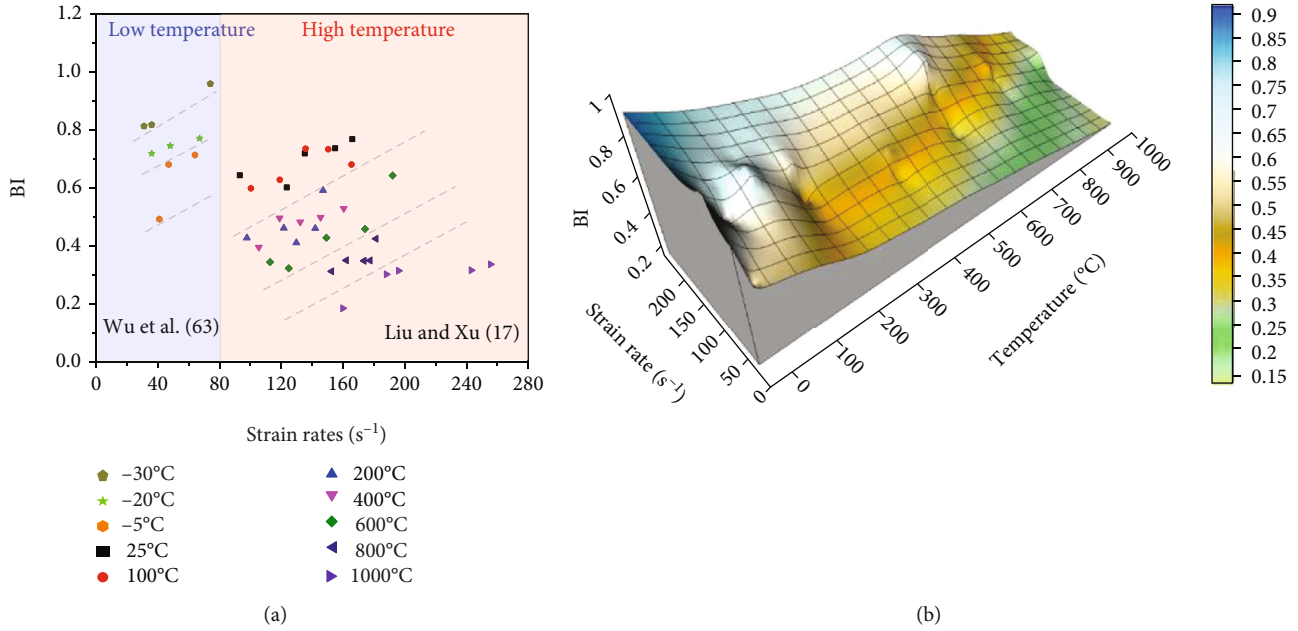 1.2
1.0
0.8
0.6
0.4
0.2
0.0
BI
Low temperature
High temperature
Wu et al. (63)
Liu and Xu (17)
0
40
80
120
160
200
240
280
Strain rates (s⁻¹)
–30°C
–20°C
–5°C
25°C
100°C
200°C
400°C
600°C
800°C
1000°C
(a)
1
0.8
0.6
0.4
0.2
BI
200
150
100
50
0
Strain rate (s⁻¹)
0
100
200
300
400
500
600
700
800
900
1000
Temperature (°C)
0.9
0.85
0.8
0.75
0.7
0.65
0.6
0.55
0.5
0.45
0.4
0.35
0.3
0.25
0.2
0.15
(b)